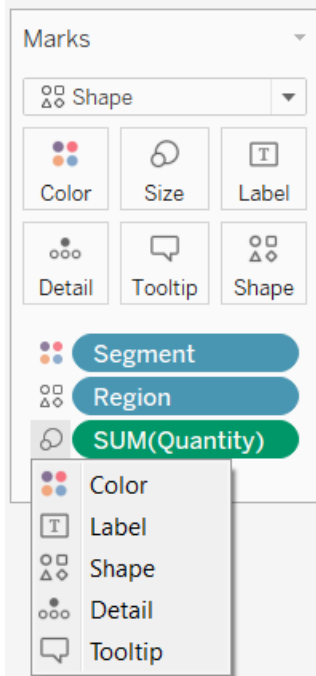 Marks
Shape
Color Size Label
Detail Tooltip Shape
Segment
Region
SUM(Quantity)
Color
Label
Shape
Detail
Tooltip